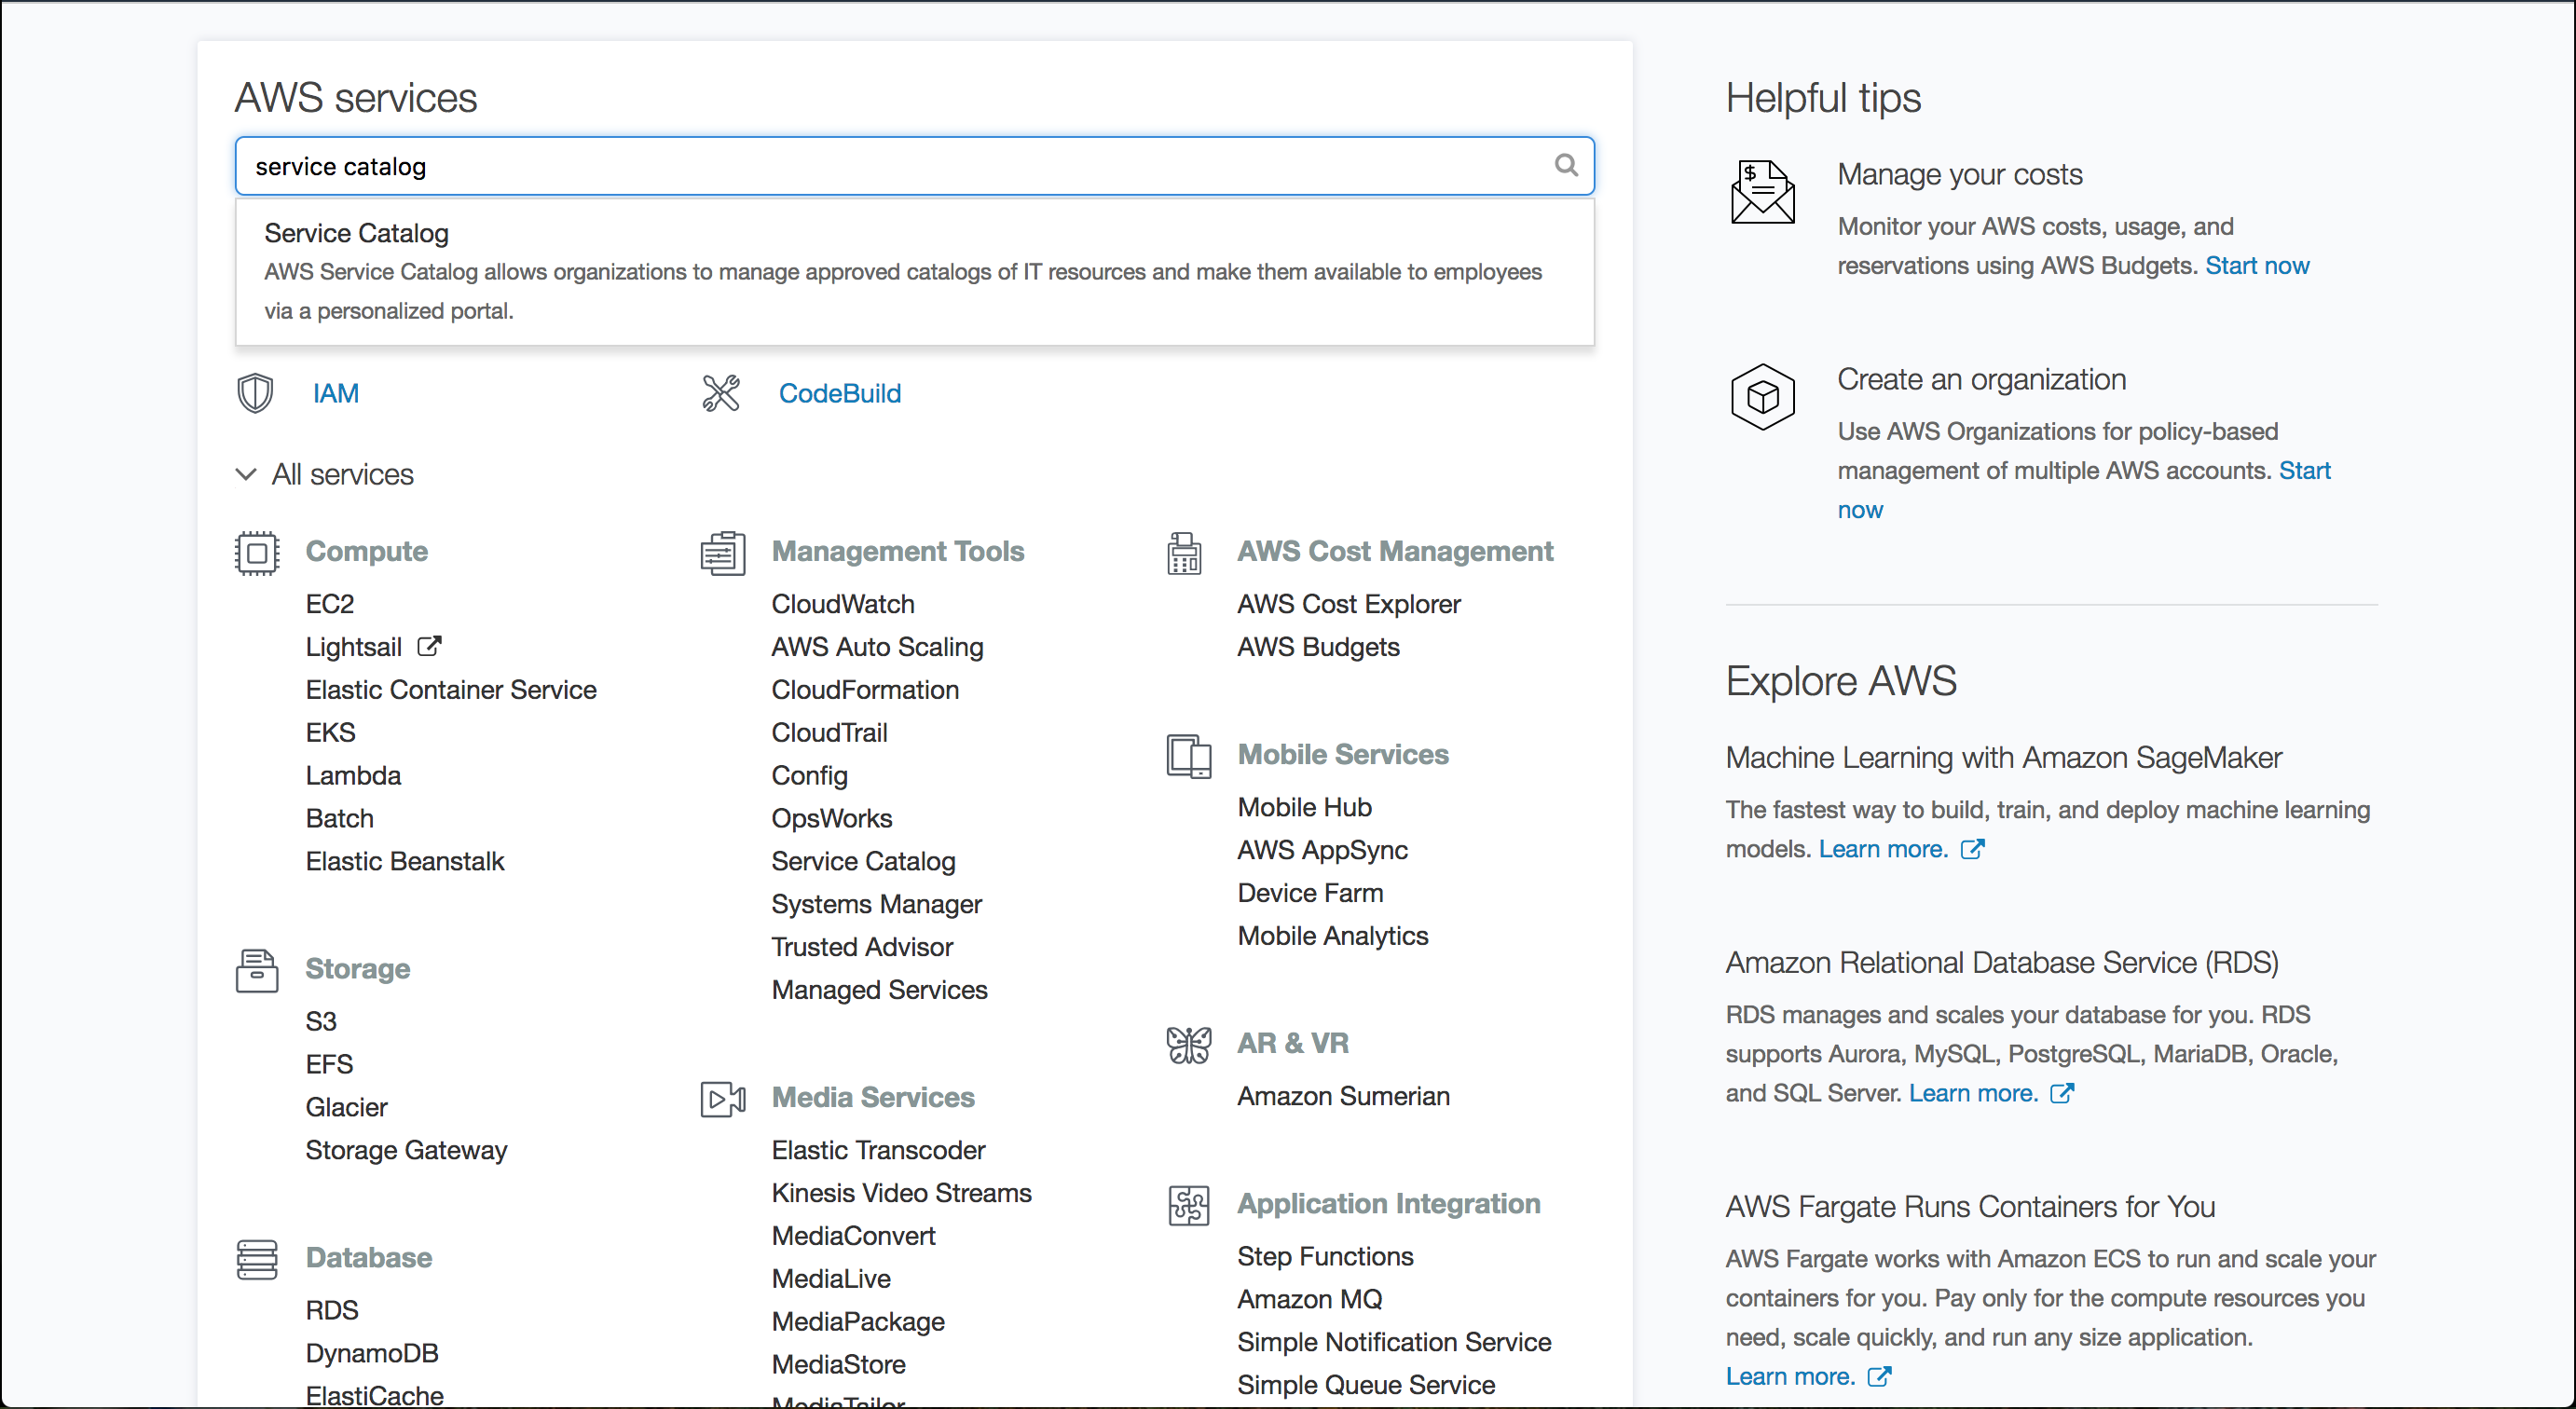 AWS services
service catalog
Service Catalog
AWS Service Catalog allows organizations to manage approved catalogs of IT resources and make them available to employees
via a personalized portal.
IAM
CodeBuild
All services
Compute
EC2
Lightsail
Elastic Container Service
EKS
Lambda
Batch
Elastic Beanstalk
Storage
S3
EFS
Glacier
Storage Gateway
Database
RDS
DynamoDB
ElastiCache
Management Tools
CloudWatch
AWS Auto Scaling
CloudFormation
CloudTrail
Config
OpsWorks
Service Catalog
Systems Manager
Trusted Advisor
Managed Services
Media Services
Elastic Transcoder
Kinesis Video Streams
MediaConvert
MediaLive
MediaPackage
MediaStore
MediaTailor
AWS Cost Management
AWS Cost Explorer
AWS Budgets
Mobile Services
Mobile Hub
AWS AppSync
Device Farm
Mobile Analytics
AR & VR
Amazon Sumerian
Application Integration
Step Functions
Amazon MQ
Simple Notification Service
Simple Queue Service
Helpful tips
Manage your costs
Monitor your AWS costs, usage, and
reservations using AWS Budgets. Start now
Create an organization
Use AWS Organizations for policy-based
management of multiple AWS accounts. Start
now
Explore AWS
Machine Learning with Amazon SageMaker
The fastest way to build, train, and deploy machine learning
models. Learn more.
Amazon Relational Database Service (RDS)
RDS manages and scales your database for you. RDS
supports Aurora, MySQL, PostgreSQL, MariaDB, Oracle,
and SQL Server. Learn more.
AWS Fargate Runs Containers for You
AWS Fargate works with Amazon ECS to run and scale your
containers for you. Pay only for the compute resources you
need, scale quickly, and run any size application.
Learn more.